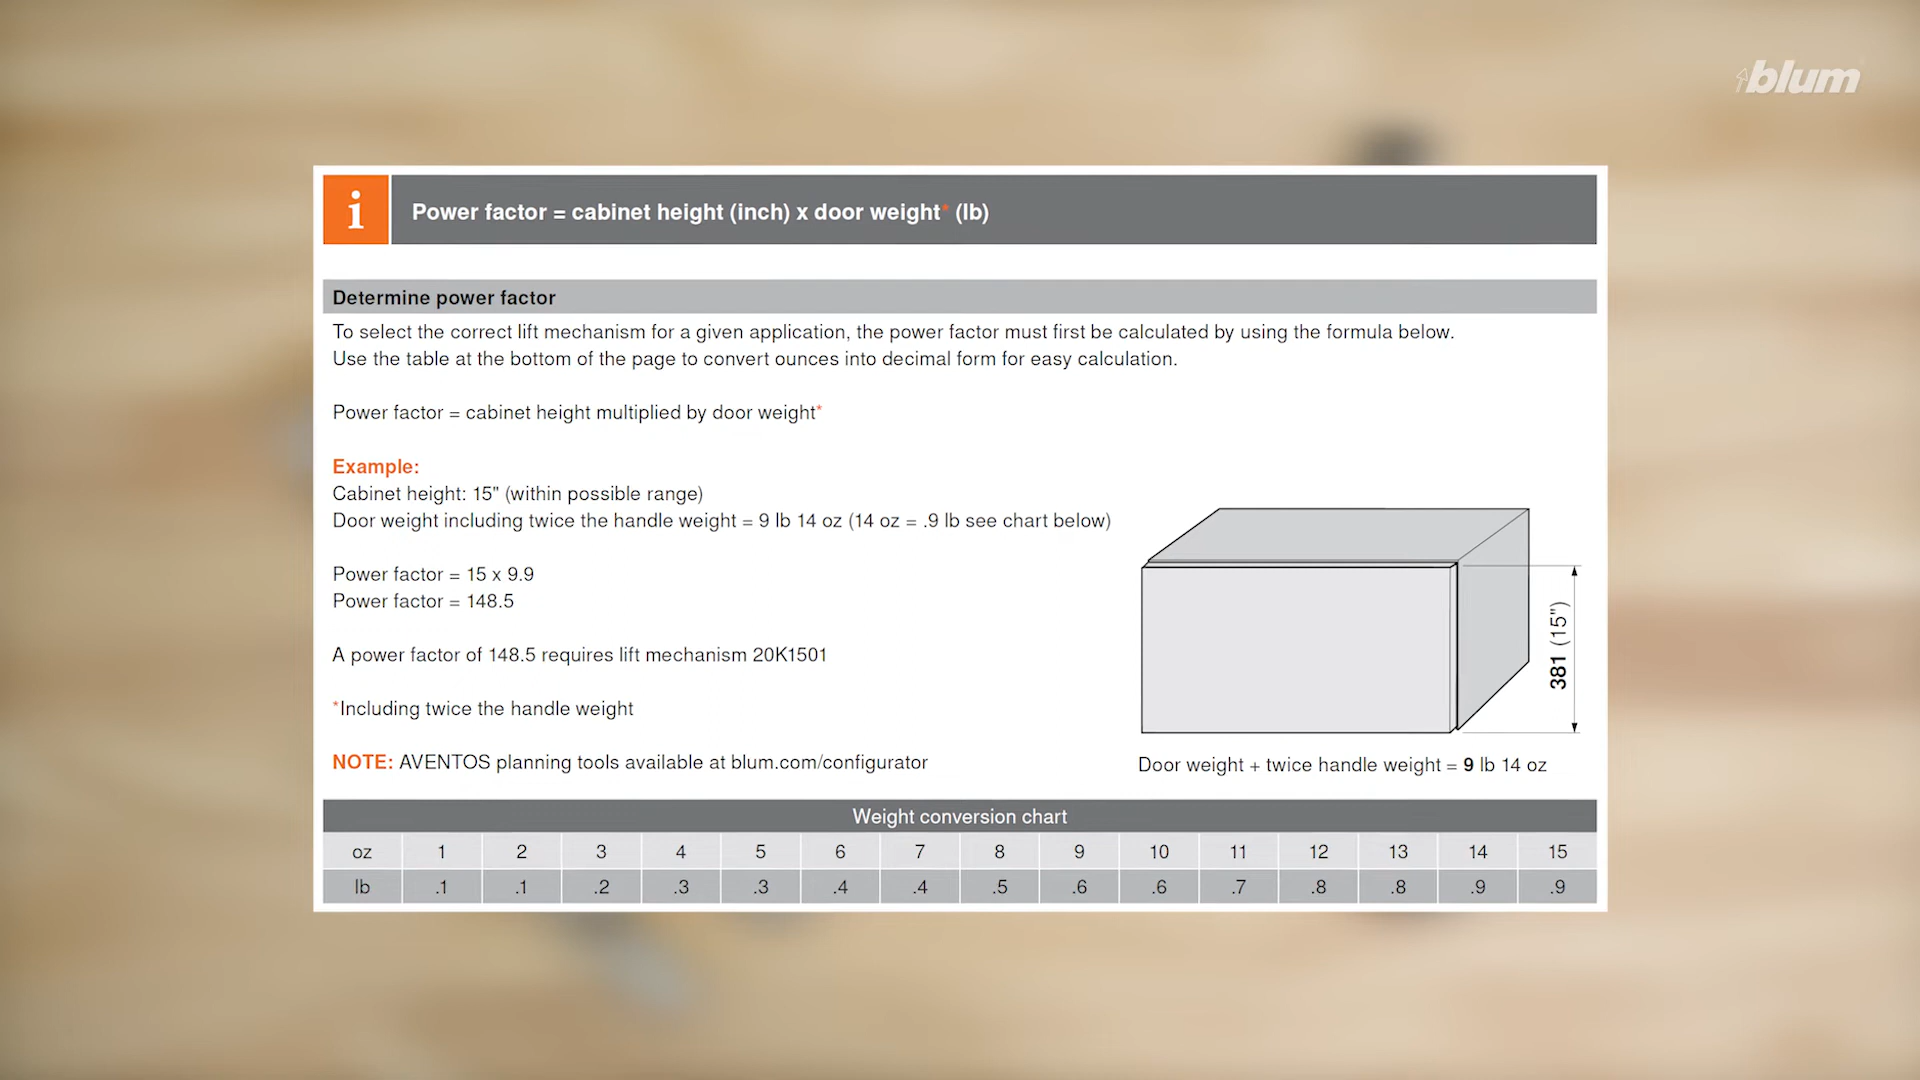 blum
i
Power factor = cabinet height (inch) x door weight* (lb)
Determine power factor
To select the correct lift mechanism for a given application, the power factor must first be calculated by using the formula below.
Use the table at the bottom of the page to convert ounces into decimal form for easy calculation.
Power factor = cabinet height multiplied by door weight*
Example:
Cabinet height: 15" (within possible range)
Door weight including twice the handle weight = 9 lb 14 oz (14 oz = .9 lb see chart below)
Power factor = 15 x 9.9
Power factor = 148.5
A power factor of 148.5 requires lift mechanism 20K1501
*Including twice the handle weight
NOTE: AVENTOS planning tools available at blum.com/configurator
381 (15")
Door weight + twice handle weight = 9 lb 14 oz
Weight conversion chart
oz 1 2 3 4 5 6 7 8 9 10 11 12 13 14 15
lb .1 .1 .2 .3 .3 .4 .4 .5 .6 .6 .7 .8 .8 .9 .9